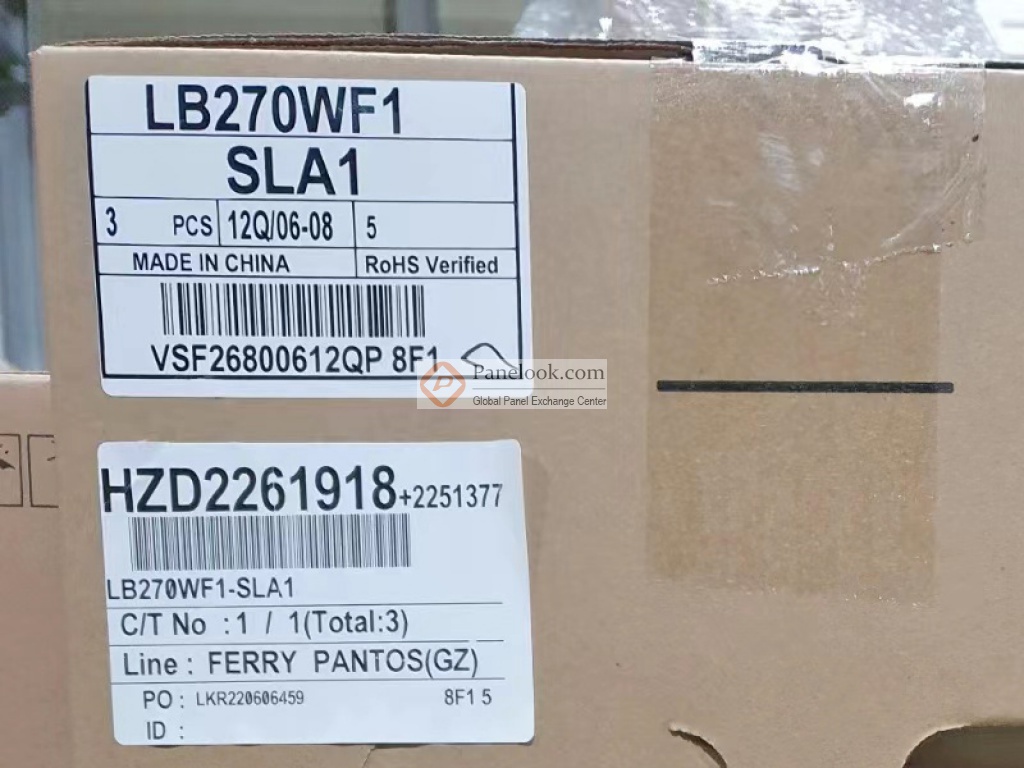 LB270WF1
SLA1
3 PCS 12Q/06-08 5
MADE IN CHINA RoHS Verified
VSF26800612QP 8F1
Panelook.com
Global Panel Exchange Center
HZD2261918+2251377
LB270WF1-SLA1
C/T No :1 / 1(Total:3)
Line : FERRY PANTOS(GZ)
PO : LKR220606459 8F1 5
ID :